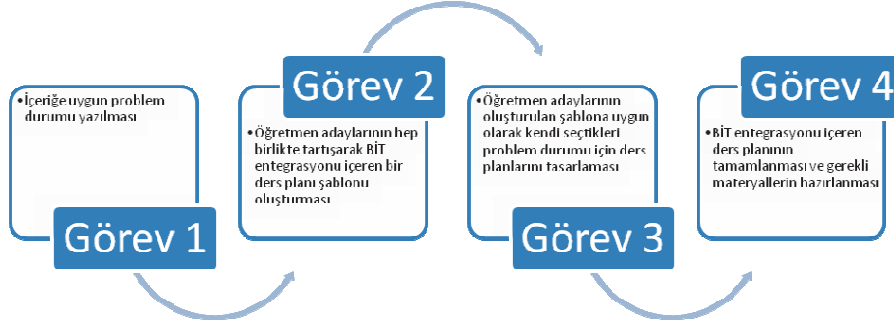 •İçeriğe uygun problem
durumu yazılması
Görev 1
Görev 2
•Öğretmen adaylarının hep
birlikte tartışarak BİT
entegrasyonu içeren bir
ders planı şablonu
oluşturması
•Öğretmen adaylarının
oluşturulan şablona uygun
olarak kendi seçtikleri
problem durumu için ders
planlarını tasarlaması
Görev 3
Görev 4
•BİT entegrasyonu içeren
ders planının
tamamlanması ve gerekli
materyallerin hazırlanması